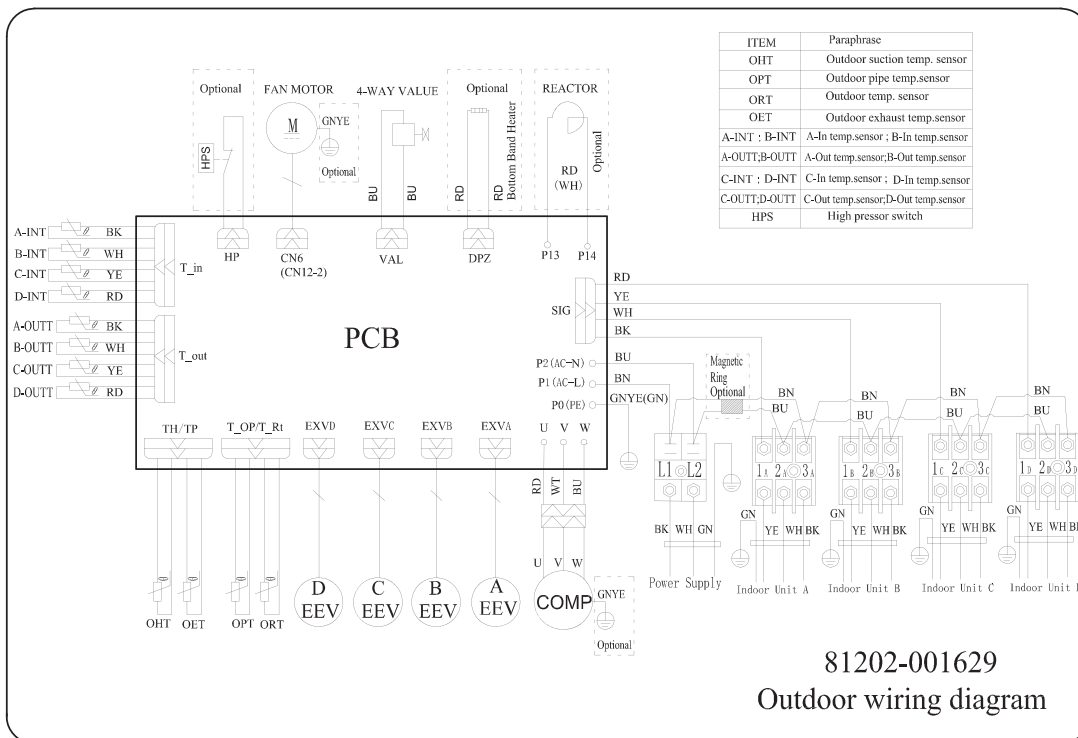 ITEM Paraphrase
OHT Outdoor suction temp. sensor
OPT Outdoor pipe temp.sensor
ORT Outdoor temp. sensor
OET Outdoor exhaust temp.sensor
A-INT ; B-INT A-In temp.sensor ; B-In temp.sensor
A-OUTT;B-OUTT A-Out temp.sensor;B-Out temp.sensor
C-INT ; D-INT C-In temp.sensor ; D-In temp.sensor
C-OUTT;D-OUTT C-Out temp.sensor;D-Out temp.sensor
HPS High pressor switch
Optional
HPS
HP
FAN MOTOR
M
GNYE
Optional
CN6
(CN12-2)
4-WAY VALUE
BU
BU
VAL
Optional
RD
RD
Bottom Band Heater
DPZ
REACTOR
RD
(WH)
Optional
P13
P14
A-INT θ BK
B-INT θ WH
C-INT θ YE
D-INT θ RD
T_in
A-OUTT θ BK
B-OUTT θ WH
C-OUTT θ YE
D-OUTT θ RD
T_out
PCB
SIG
RD
YE
WH
BK
P2(AC-N)
BU
P1(AC-L)
BN
P0(PE)
GNYE(GN)
Magnetic
Ring
Optional
BN
BU
BN
BU
BN
BU
BN
BU
TH/TP
T_OP/T_Rt
EXVD
EXVC
EXVB
EXVA
U V W
RD
WT
BU
U V W
COMP
GNYE
Optional
θ
θ
θ
θ
OHT
OET
OPT
ORT
D
EEV
C
EEV
B
EEV
A
EEV
L1 L2
BK WH GN
Power Supply
1A 2A 3A
GN
YE WH BK
Indoor Unit A
1B 2B 3B
GN
YE WH BK
Indoor Unit B
1C 2C 3C
GN
YE WH BK
Indoor Unit C
1D 2D 3D
GN
YE WH
Indoor Unit
81202-001629
Outdoor wiring diagram